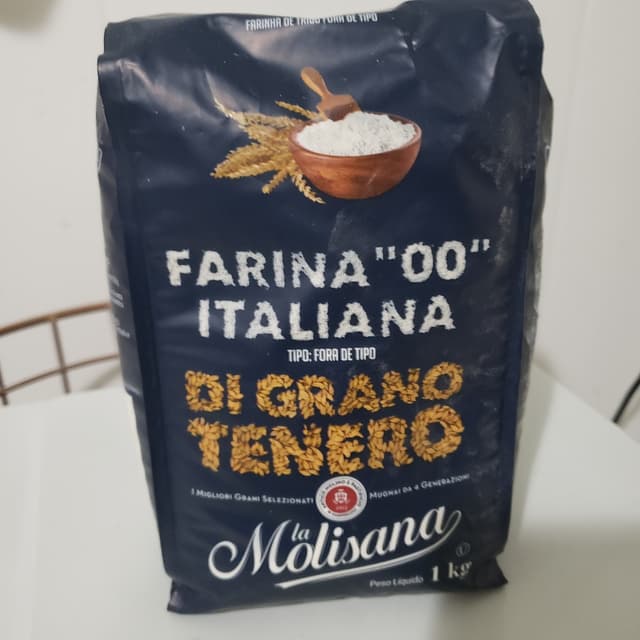 FARINHA DE TRIGO FORA DE TIPO
FARINA "00"
ITALIANA
TIPO: FORA DE TIPO
DI GRANO
TENERO
I MIGLIORI GRANI SELEZIONATI MUGNAI DA 4 GENERAZIONI
la
Molisana
Peso Líquido 1 kg